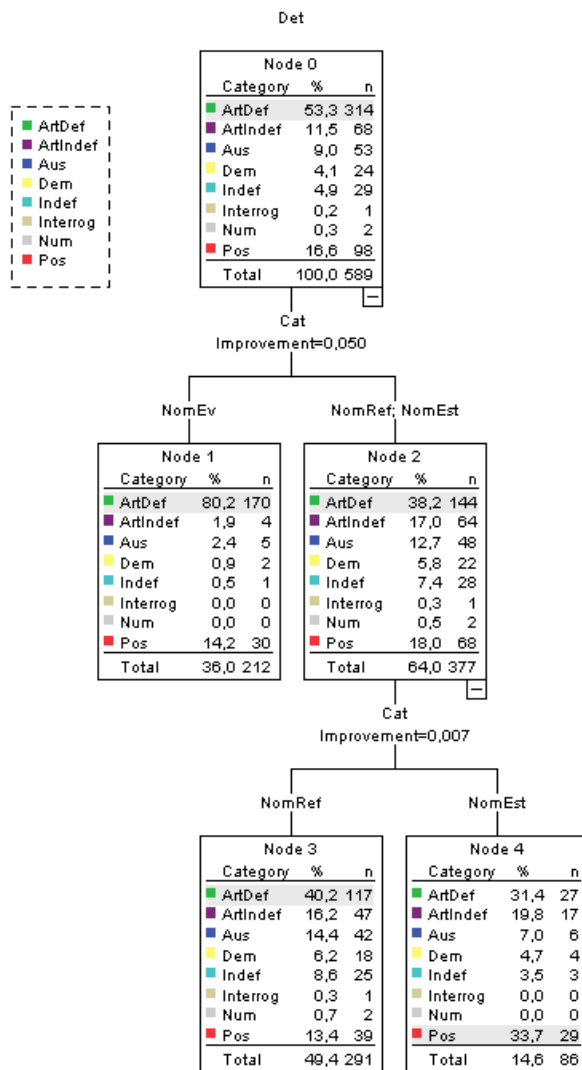 Det
ArtDef
ArtIndef
Aus
Dem
Indef
Interrog
Num
Pos
Node 0
Category % n
ArtDef 53,3 314
ArtIndef 11,5 68
Aus 9,0 53
Dem 4,1 24
Indef 4,9 29
Interrog 0,2 1
Num 0,3 2
Pos 16,6 98
Total 100,0 589
Cat
Improvement=0,050
NomEv
NomRef; NomEst
Node 1
Category % n
ArtDef 80,2 170
ArtIndef 1,9 4
Aus 2,4 5
Dem 0,9 2
Indef 0,5 1
Interrog 0,0 0
Num 0,0 0
Pos 14,2 30
Total 36,0 212
Node 2
Category % n
ArtDef 38,2 144
ArtIndef 17,0 64
Aus 12,7 48
Dem 5,8 22
Indef 7,4 28
Interrog 0,3 1
Num 0,5 2
Pos 18,0 68
Total 64,0 377
Cat
Improvement=0,007
NomRef
NomEst
Node 3
Category % n
ArtDef 40,2 117
ArtIndef 16,2 47
Aus 14,4 42
Dem 6,2 18
Indef 8,6 25
Interrog 0,3 1
Num 0,7 2
Pos 13,4 39
Total 49,4 291
Node 4
Category % n
ArtDef 31,4 27
ArtIndef 19,8 17
Aus 7,0 6
Dem 4,7 4
Indef 3,5 3
Interrog 0,0 0
Num 0,0 0
Pos 33,7 29
Total 14,6 86